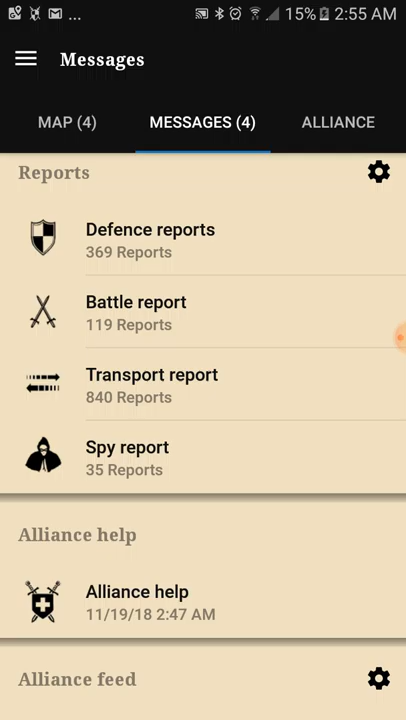 ... 15% 2:55 AM
Messages
MAP (4) MESSAGES (4) ALLIANCE
Reports
Defence reports
369 Reports
Battle report
119 Reports
Transport report
840 Reports
Spy report
35 Reports
Alliance help
Alliance help
11/19/18 2:47 AM
Alliance feed